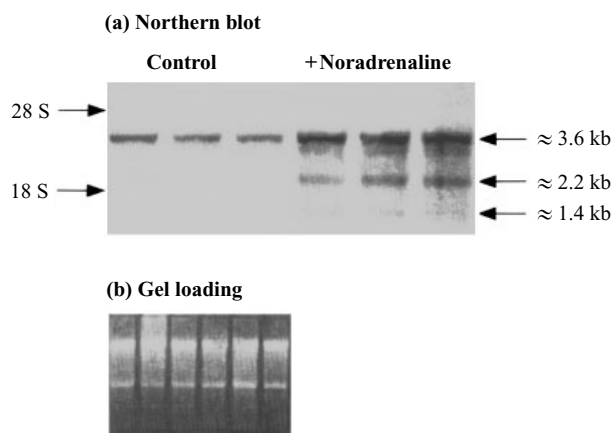 (a) Northern blot
Control
+Noradrenaline
28 S
≈ 3.6 kb
18 S
≈ 2.2 kb
≈ 1.4 kb
(b) Gel loading